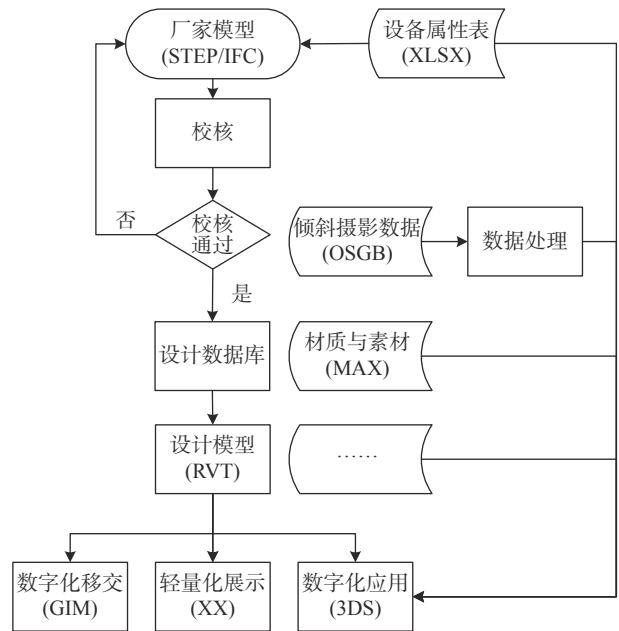 厂家模型
(STEP/IFC)
设备属性表
(XLSX)
校核
否
校核
通过
倾斜摄影数据
(OSGB)
数据处理
是
设计数据库
材质与素材
(MAX)
设计模型
(RVT)
……
数字化移交
(GIM)
轻量化展示
(XX)
数字化应用
(3DS)